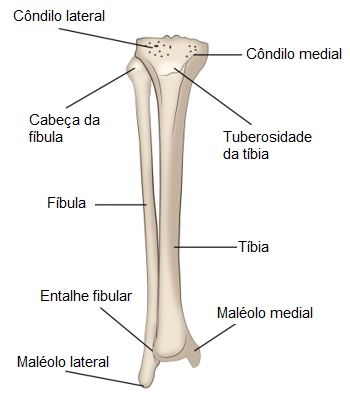 Côndilo lateral
Côndilo medial
Cabeça da
fíbula
Tuberosidade
da tíbia
Fíbula
Tíbia
Entalhe fibular
Maléolo medial
Maléolo lateral